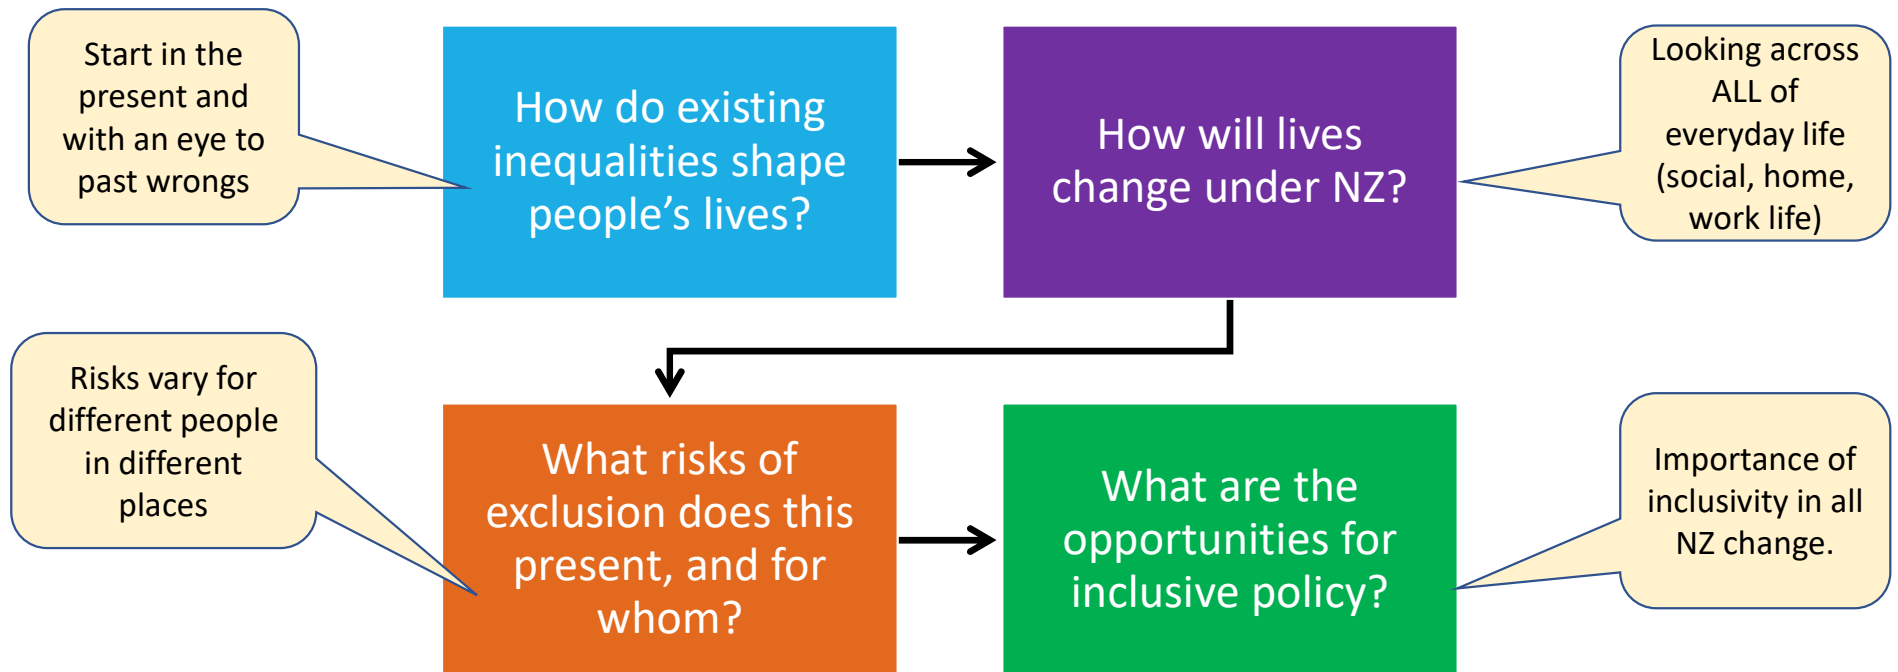 Start in the
present and
with an eye to
past wrongs
How do existing
inequalities shape
people’s lives?
How will lives
change under NZ?
Looking across
ALL of
everyday life
(social, home,
work life)
Risks vary for
different people
in different
places
What risks of
exclusion does this
present, and for
whom?
What are the
opportunities for
inclusive policy?
Importance of
inclusivity in all
NZ change.